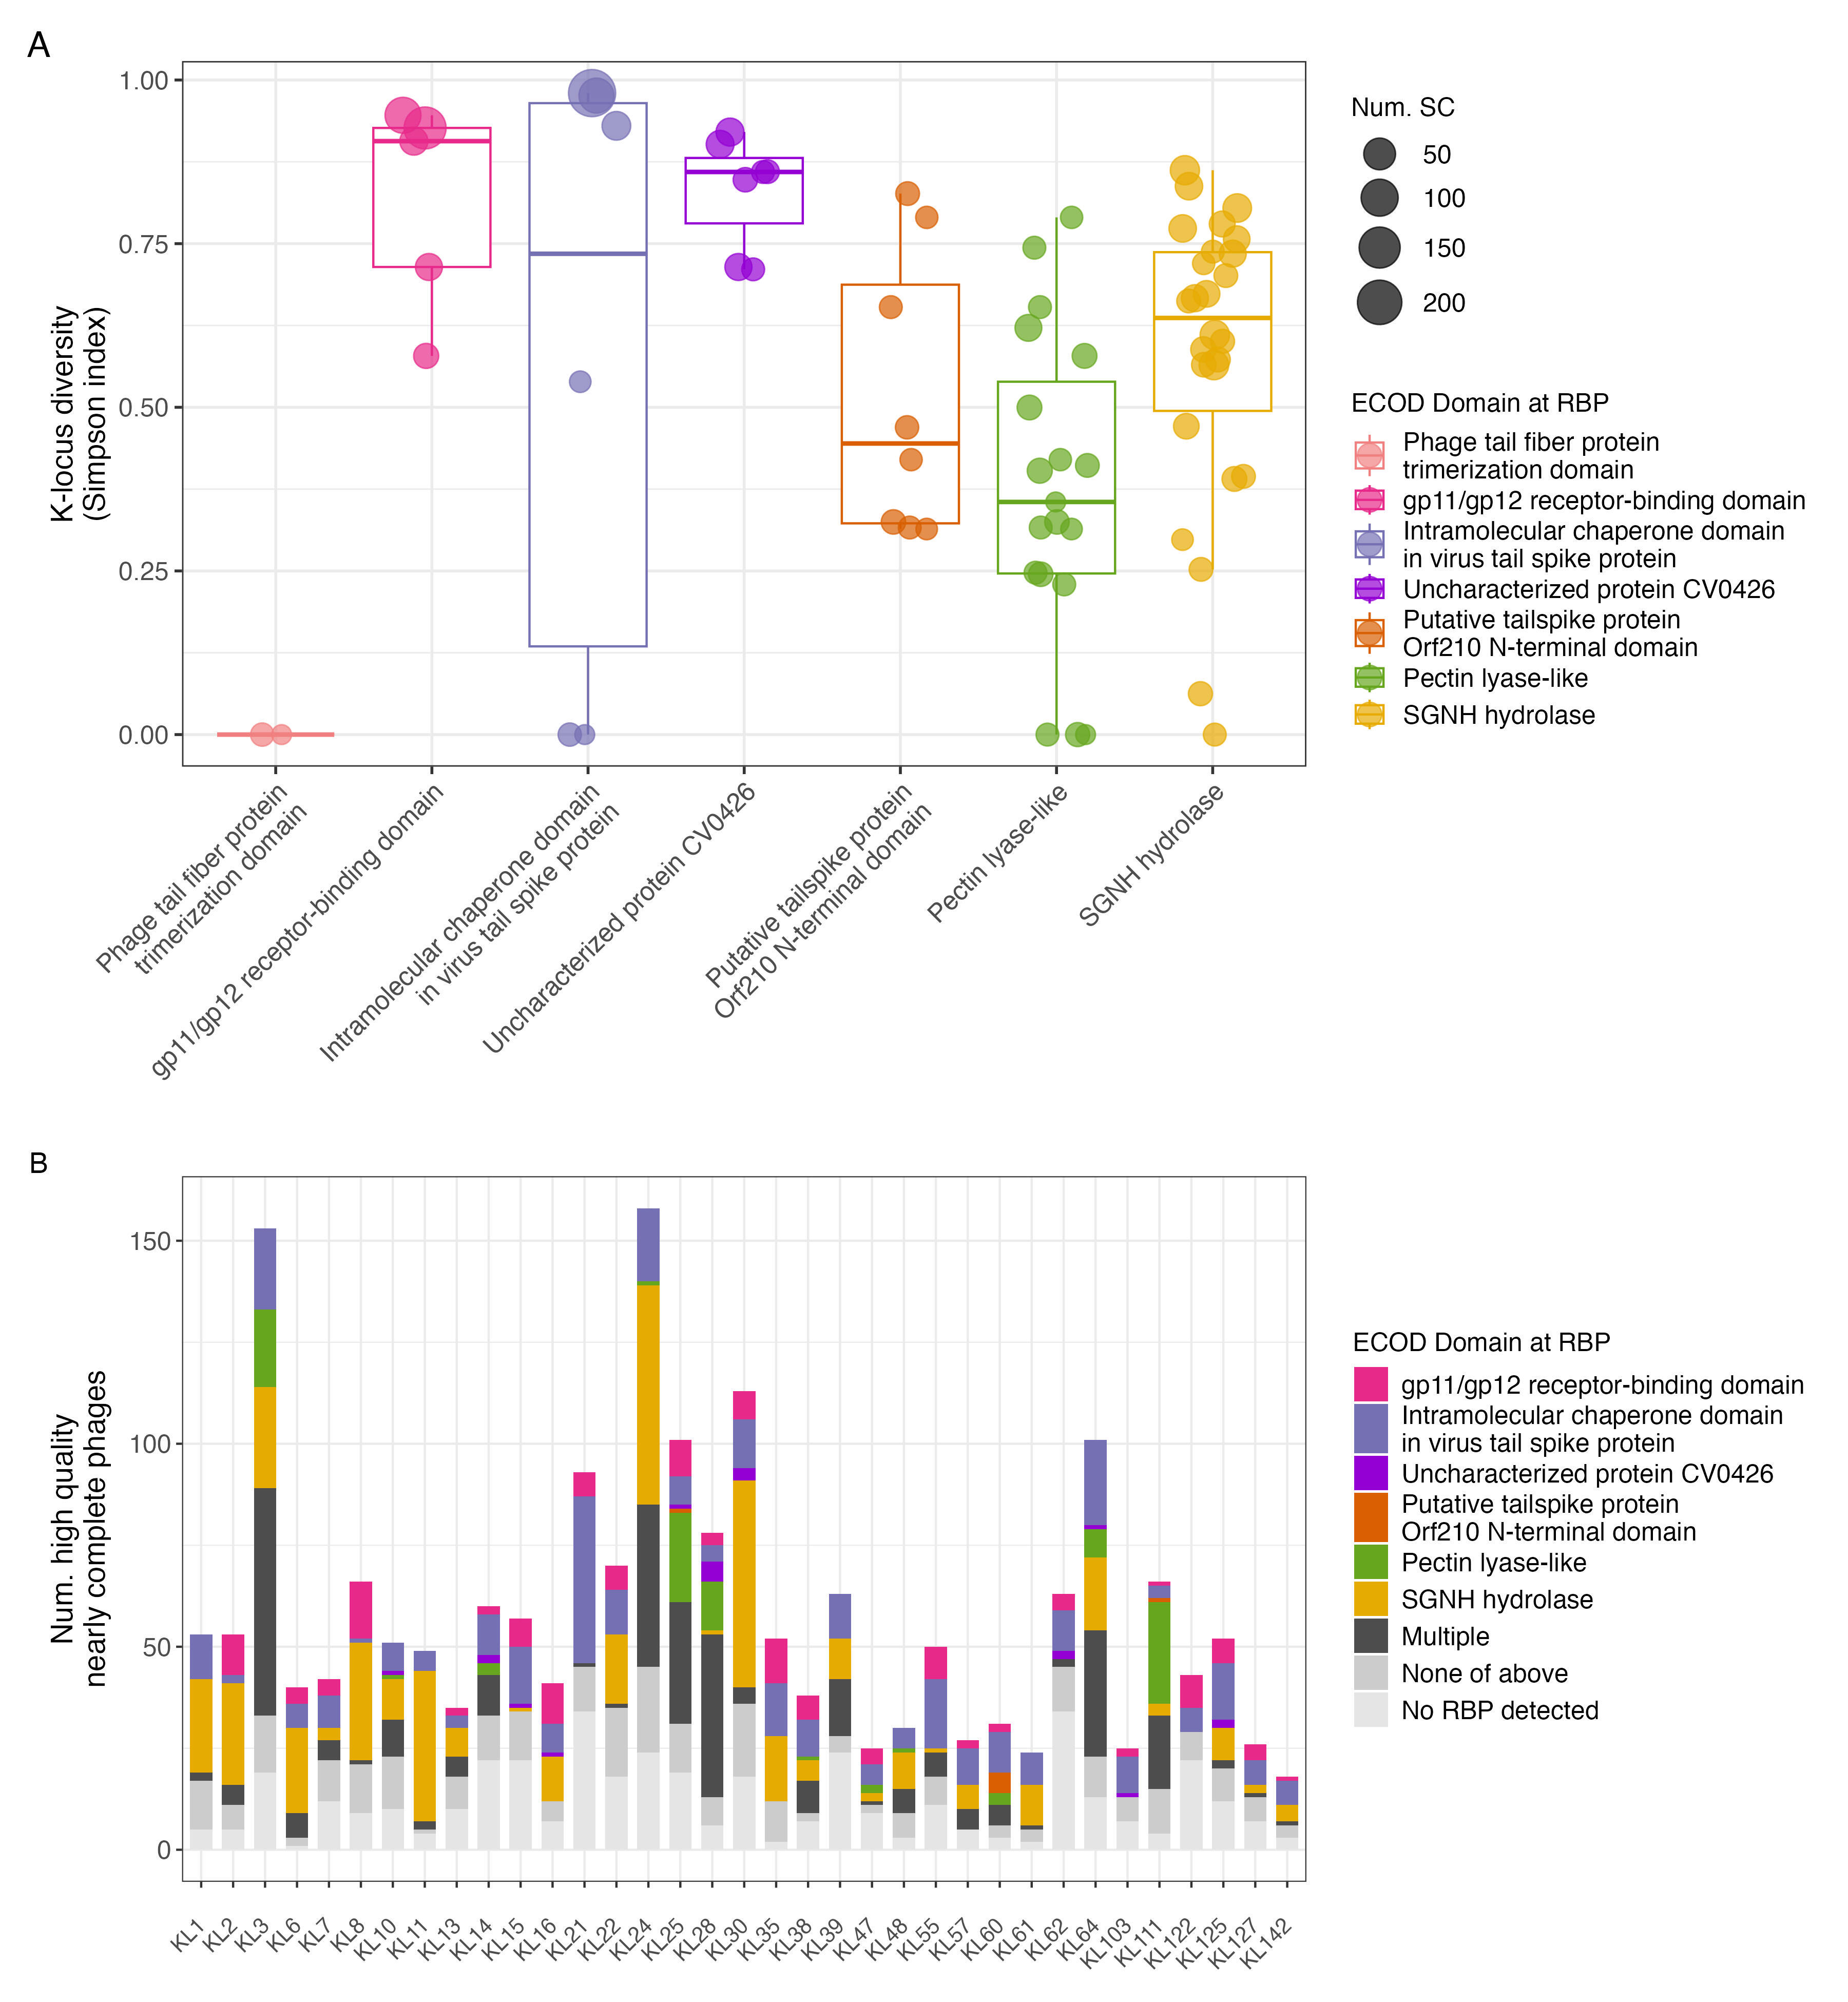 A
K-locus diversity
(Simpson index)
1.00
0.75
0.50
0.25
0.00
Phage tail fiber protein
trimerization domain
gp11/gp12 receptor-binding domain
Intramolecular chaperone domain
in virus tail spike protein
Uncharacterized protein CV0426
Putative tailspike protein
Orf210 N-terminal domain
Pectin lyase-like
SGNH hydrolase
Num. SC
50
100
150
200
ECOD Domain at RBP
Phage tail fiber protein
trimerization domain
gp11/gp12 receptor-binding domain
Intramolecular chaperone domain
in virus tail spike protein
Uncharacterized protein CV0426
Putative tailspike protein
Orf210 N-terminal domain
Pectin lyase-like
SGNH hydrolase
B
Num. high quality
nearly complete phages
150
100
50
0
KL1
KL2
KL3
KL6
KL7
KL8
KL10
KL11
KL13
KL14
KL15
KL16
KL21
KL22
KL24
KL25
KL28
KL30
KL35
KL38
KL39
KL47
KL48
KL55
KL57
KL60
KL61
KL62
KL64
KL103
KL111
KL122
KL125
KL127
KL142
ECOD Domain at RBP
gp11/gp12 receptor-binding domain
Intramolecular chaperone domain
in virus tail spike protein
Uncharacterized protein CV0426
Putative tailspike protein
Orf210 N-terminal domain
Pectin lyase-like
SGNH hydrolase
Multiple
None of above
No RBP detected